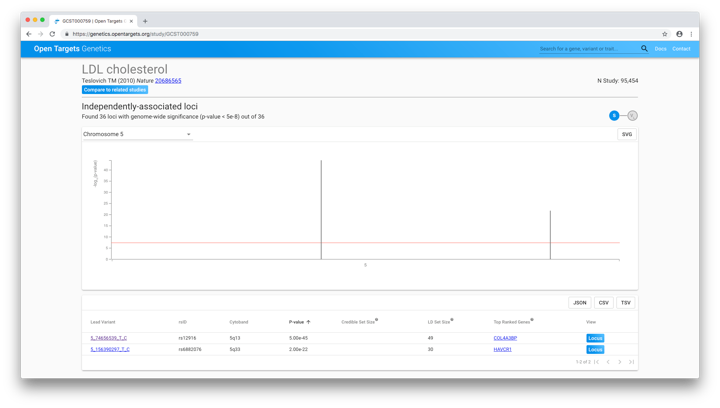 GCST000759 | Open Targets
https://genetics.opentargets.org/study/GCST000759
Open Targets Genetics
Search for a gene, variant or trait...
Docs
Contact
LDL cholesterol
Teslovich TM (2010) Nature 20686565
N Study: 95,454
Compare to related studies
Independently-associated loci
Found 36 loci with genome-wide significance (p-value < 5e-8) out of 36
S
V
Chromosome 5
SVG
-log₁₀(p-value)
40
35
30
25
20
15
10
5
0
5
JSON
CSV
TSV
Lead Variant
rsID
Cytoband
P-value
Credible Set Size
LD Set Size
Top Ranked Genes
View
5_74656539_T_C
rs12916
5q13
5.00e-45
49
COL4A3BP
Locus
5_156390297_T_C
rs6882076
5q33
2.00e-22
30
HAVCR1
Locus
1-2 of 2